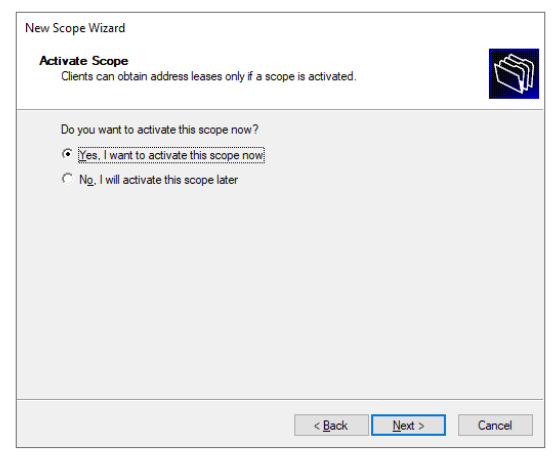 New Scope Wizard
Activate Scope
Clients can obtain address leases only if a scope is activated.
Do you want to activate this scope now?
Yes, I want to activate this scope now
No, I will activate this scope later
< Back
Next >
Cancel